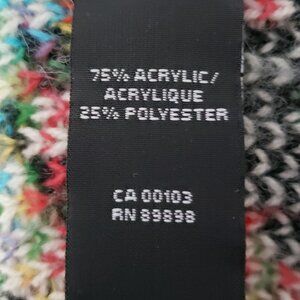 75% ACRYLIC/
ACRYLIQUE
25% POLYESTER
CA 00103
RN 89898